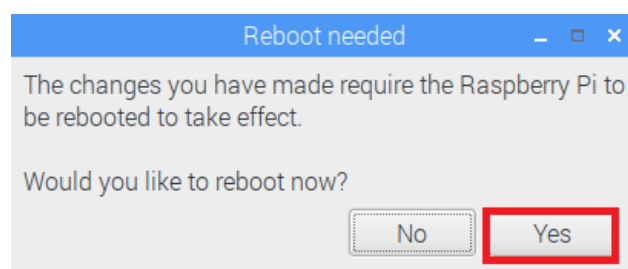 Reboot needed
The changes you have made require the Raspberry Pi to
be rebooted to take effect.
Would you like to reboot now?
No Yes